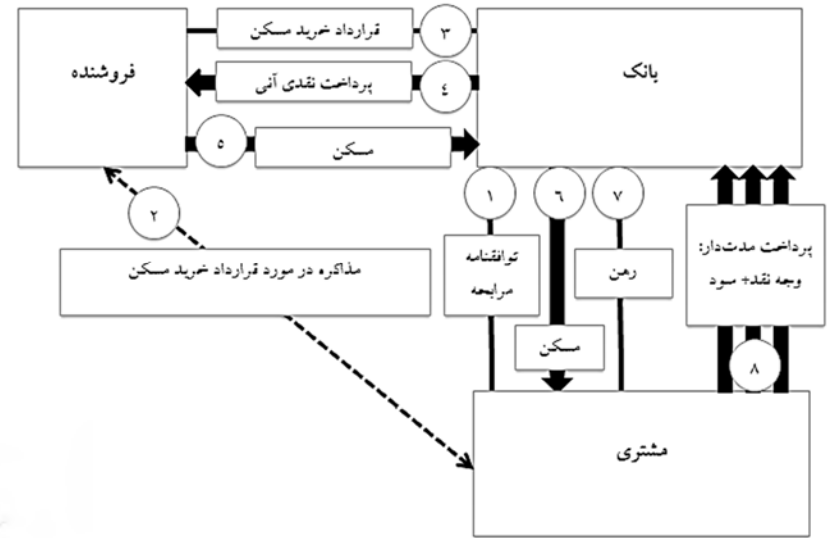 بانک
۳
قرارداد خرید مسکن
فروشنده
٤
پرداخت نقدی آنی
٥
مسکن
۱
٦
۷
۲
توافقنامه
مرابحه
رهن
پرداخت مدت‌دار:
وجه نقد+ سود
مذاکره در مورد قرارداد خرید مسکن
مسکن
۸
مشتری